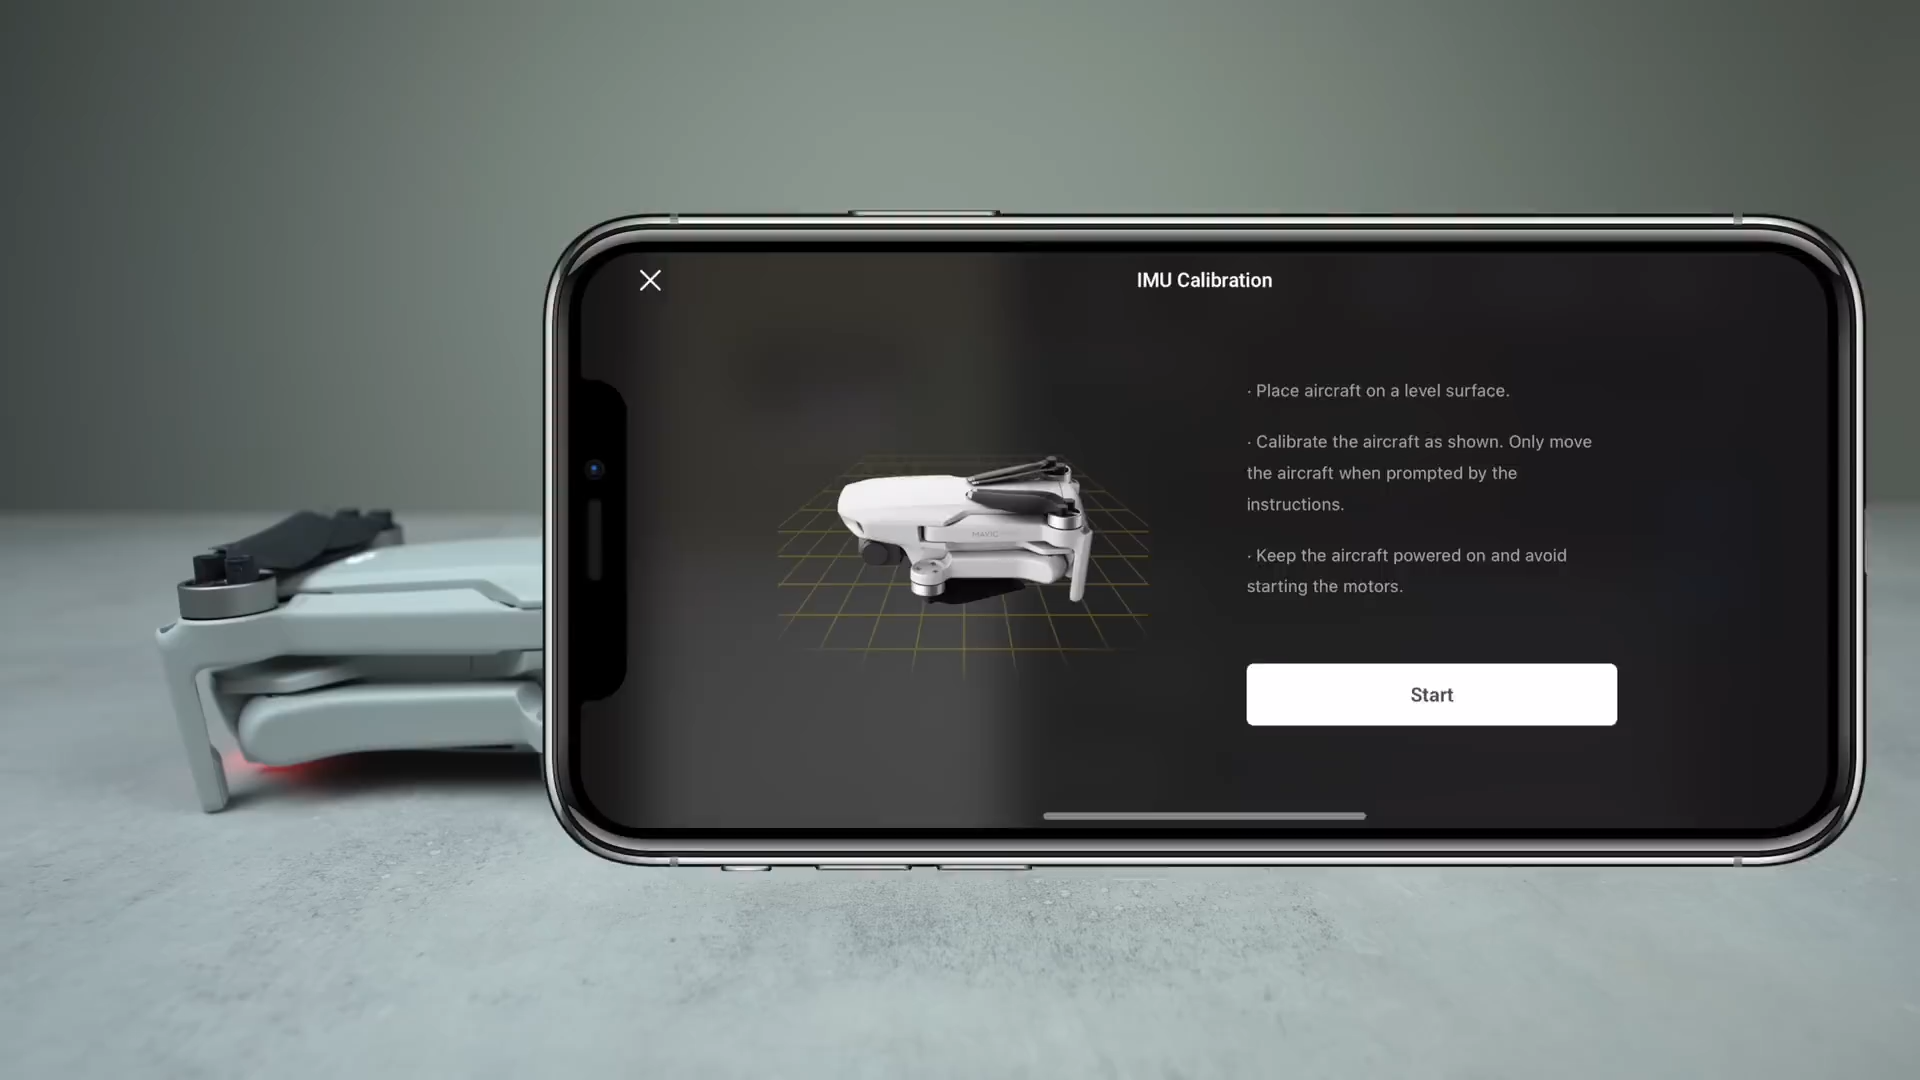 IMU Calibration
· Place aircraft on a level surface.
· Calibrate the aircraft as shown. Only move
the aircraft when prompted by the
instructions.
· Keep the aircraft powered on and avoid
starting the motors.
MAVIC
Start